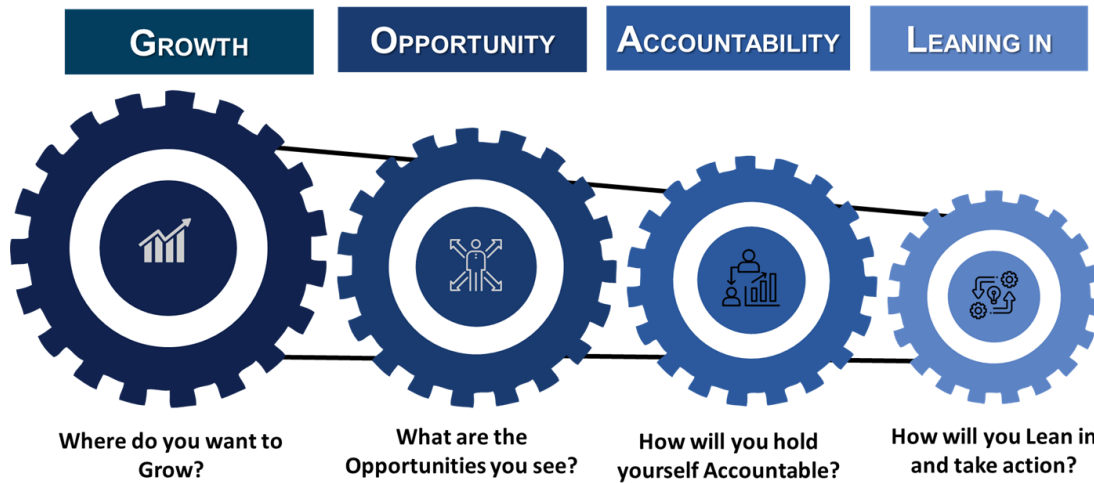 GROWTH
OPPORTUNITY
ACCOUNTABILITY
LEANING IN
Where do you want to
Grow?
What are the
Opportunities you see?
How will you hold
yourself Accountable?
How will you Lean in
and take action?